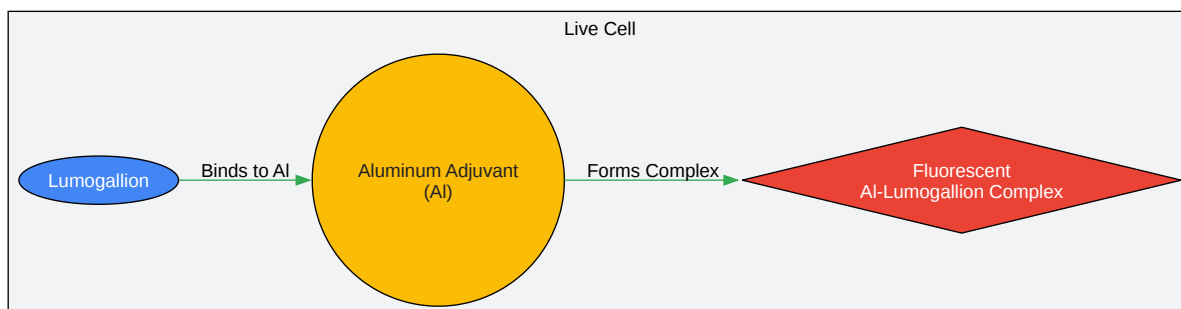 Live Cell
Lumogallion
Binds to Al
Aluminum Adjuvant
(Al)
Forms Complex
Fluorescent
Al-Lumogallion Complex